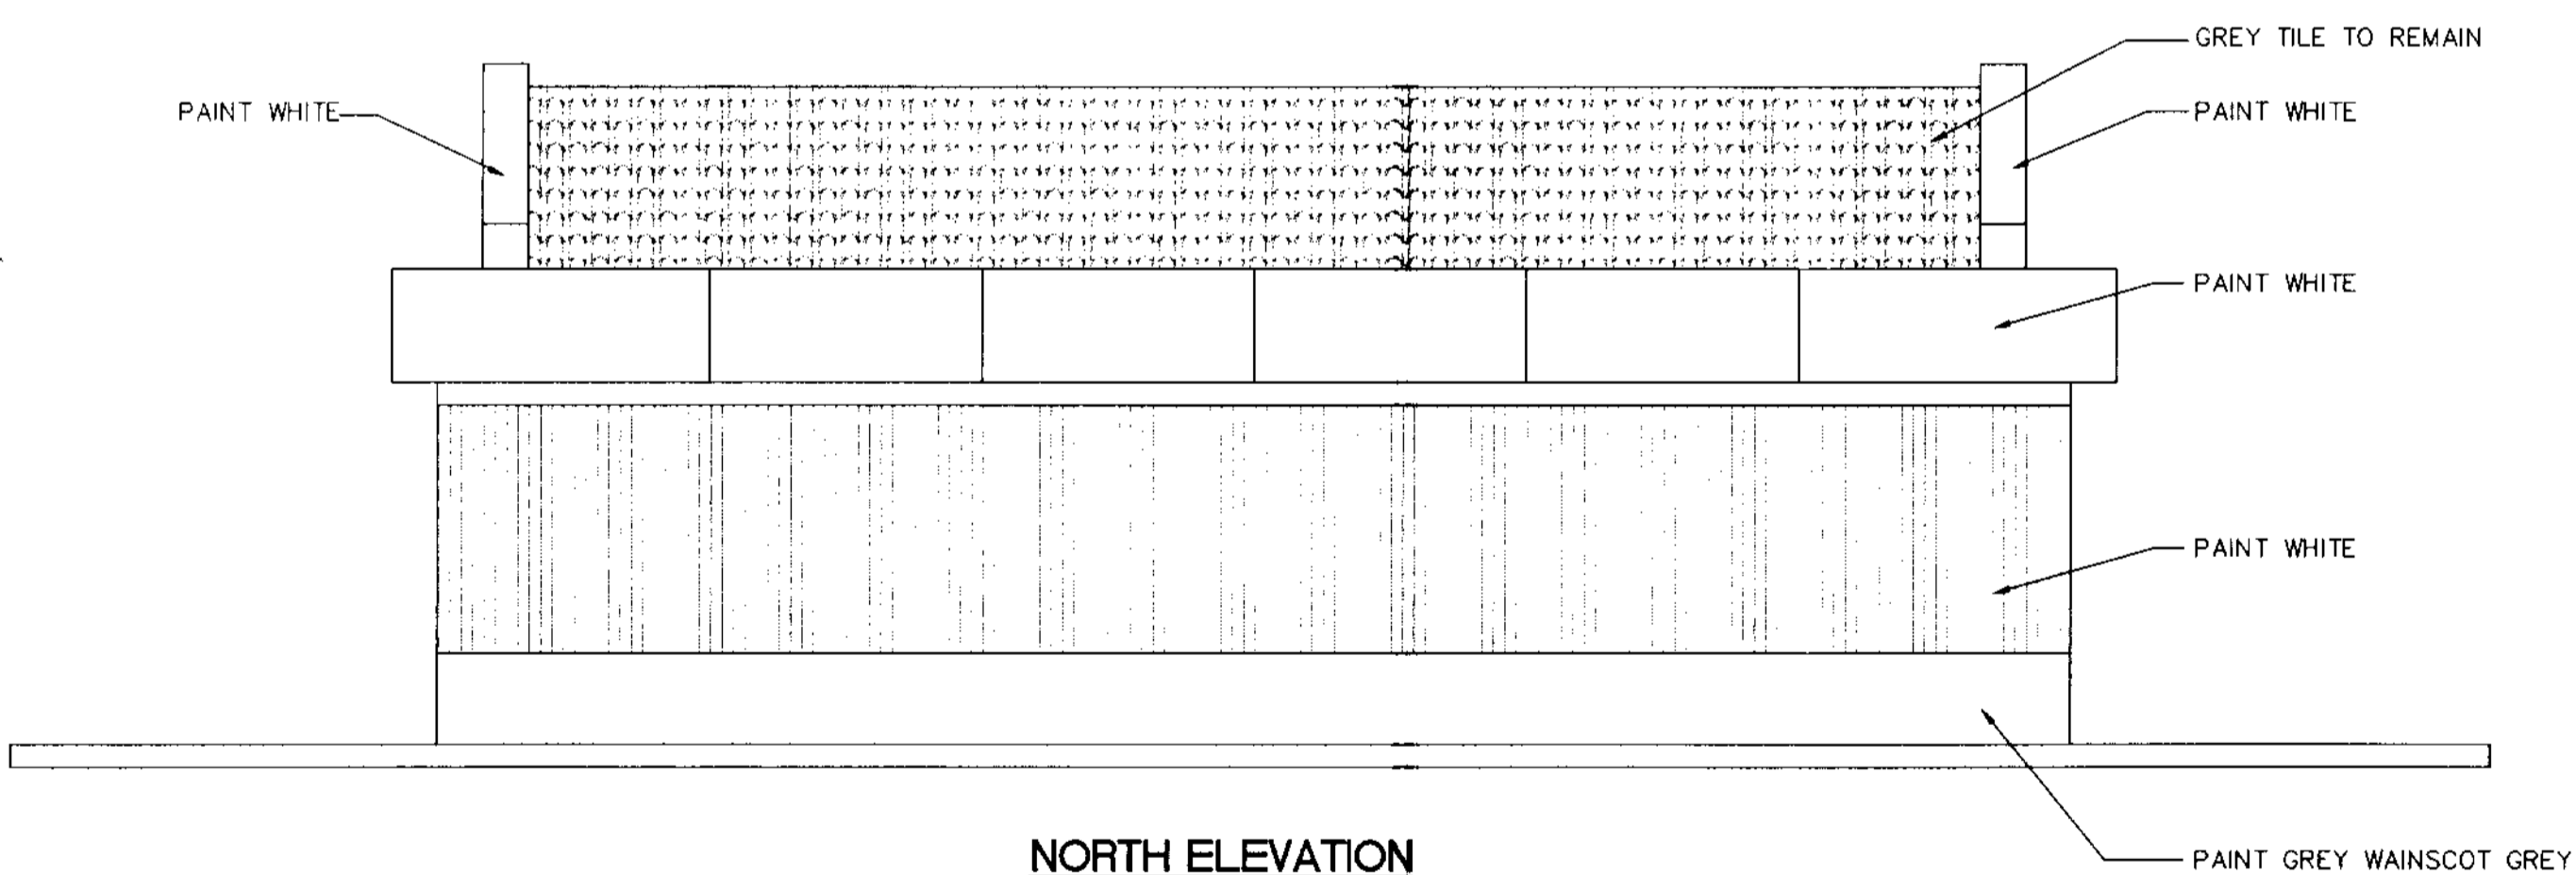 GREY TILE TO REMAIN
PAINT WHITE
PAINT WHITE
PAINT WHITE
PAINT WHITE
PAINT GREY WAINSCOT GREY
NORTH ELEVATION